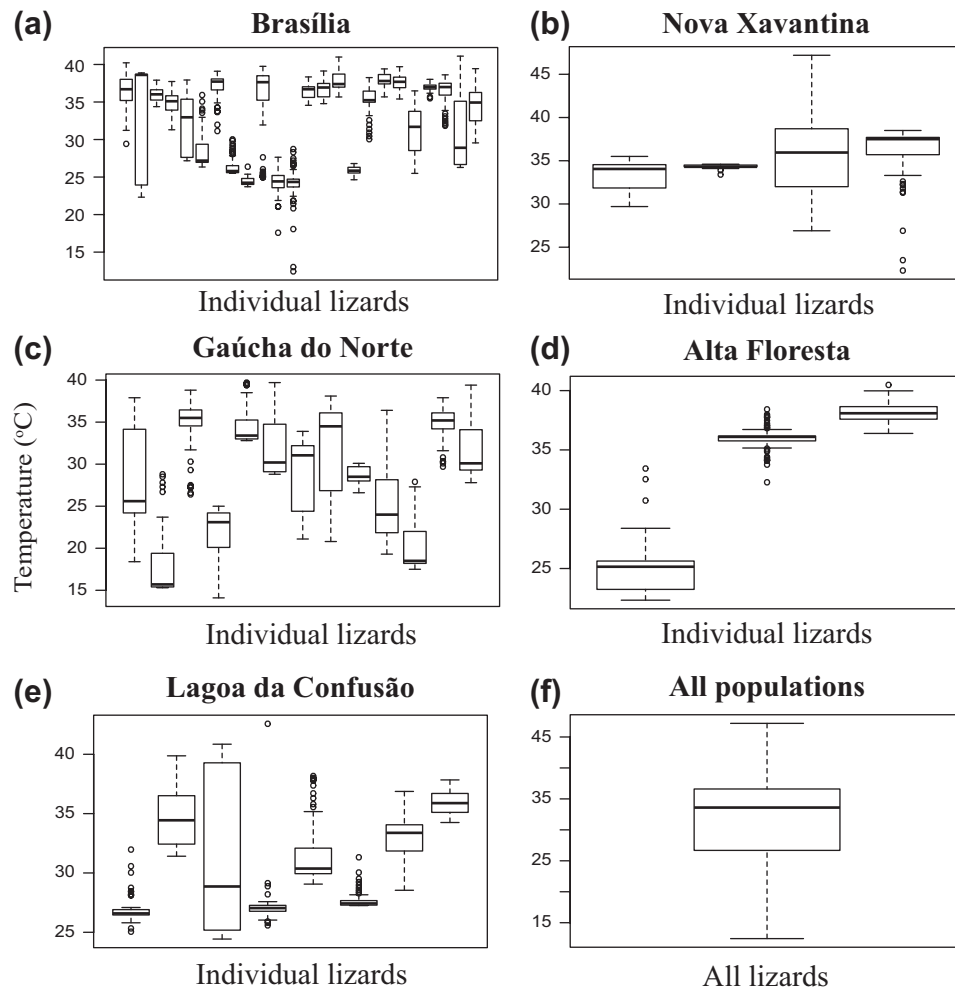 (a) Brasília
40
35
30
25
20
15
Individual lizards
(b) Nova Xavantina
45
40
35
30
25
Individual lizards
Temperature (°C)
(c) Gaúcha do Norte
40
35
30
25
20
15
Individual lizards
(d) Alta Floresta
40
35
30
25
Individual lizards
(e) Lagoa da Confusão
40
35
30
25
Individual lizards
(f) All populations
45
35
25
15
All lizards